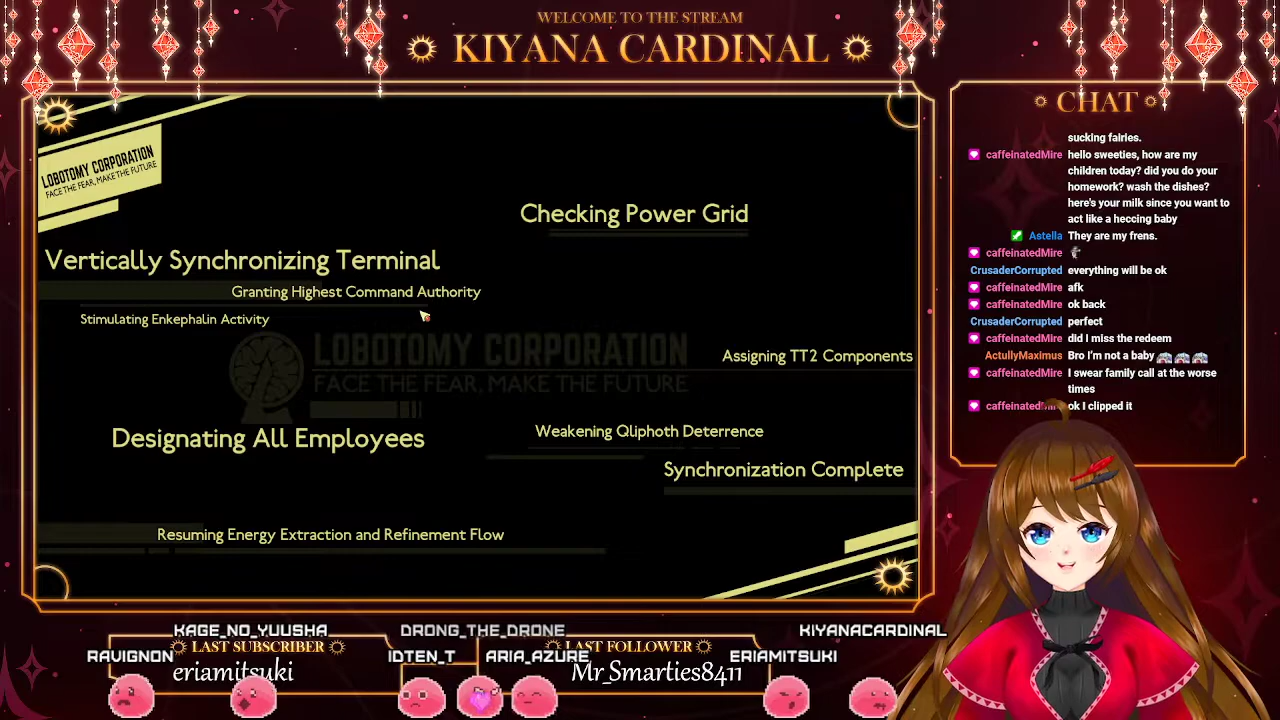 WELCOME TO THE STREAM
KIYANA CARDINAL
LOBOTOMY CORPORATION
FACE THE FEAR, MAKE THE FUTURE
Checking Power Grid
Vertically Synchronizing Terminal
Granting Highest Command Authority
Stimulating Enkephalin Activity
LOBOTOMY CORPORATION
FACE THE FEAR, MAKE THE FUTURE
Assigning TT2 Components
Designating All Employees
Weakening Qliphoth Deterrence
Synchronization Complete
Resuming Energy Extraction and Refinement Flow
CHAT
sucking fairies.
caffeinatedMire hello sweeties, how are my
children today? did you do your
homework? wash the dishes?
here's your milk since you want to
act like a heccing baby
Astella They are my frens.
caffeinatedMire
CrusaderCorrupted everything will be ok
caffeinatedMire afk
caffeinatedMire ok back
CrusaderCorrupted perfect
caffeinatedMire did I miss the redeem
ActullyMaximus Bro I'm not a baby
caffeinatedMire I swear family call at the worse
times
caffeinatedMire ok I clipped it
KAGE_NO_YUUSHA DRONG_THE_DRONE KIYANACARDINAL
LAST SUBSCRIBER LAST FOLLOWER
RAVIGNON IDTEN_T ARIA_AZURE ERIAMITSUKI
eriamitsuki Mr_Smarties8411